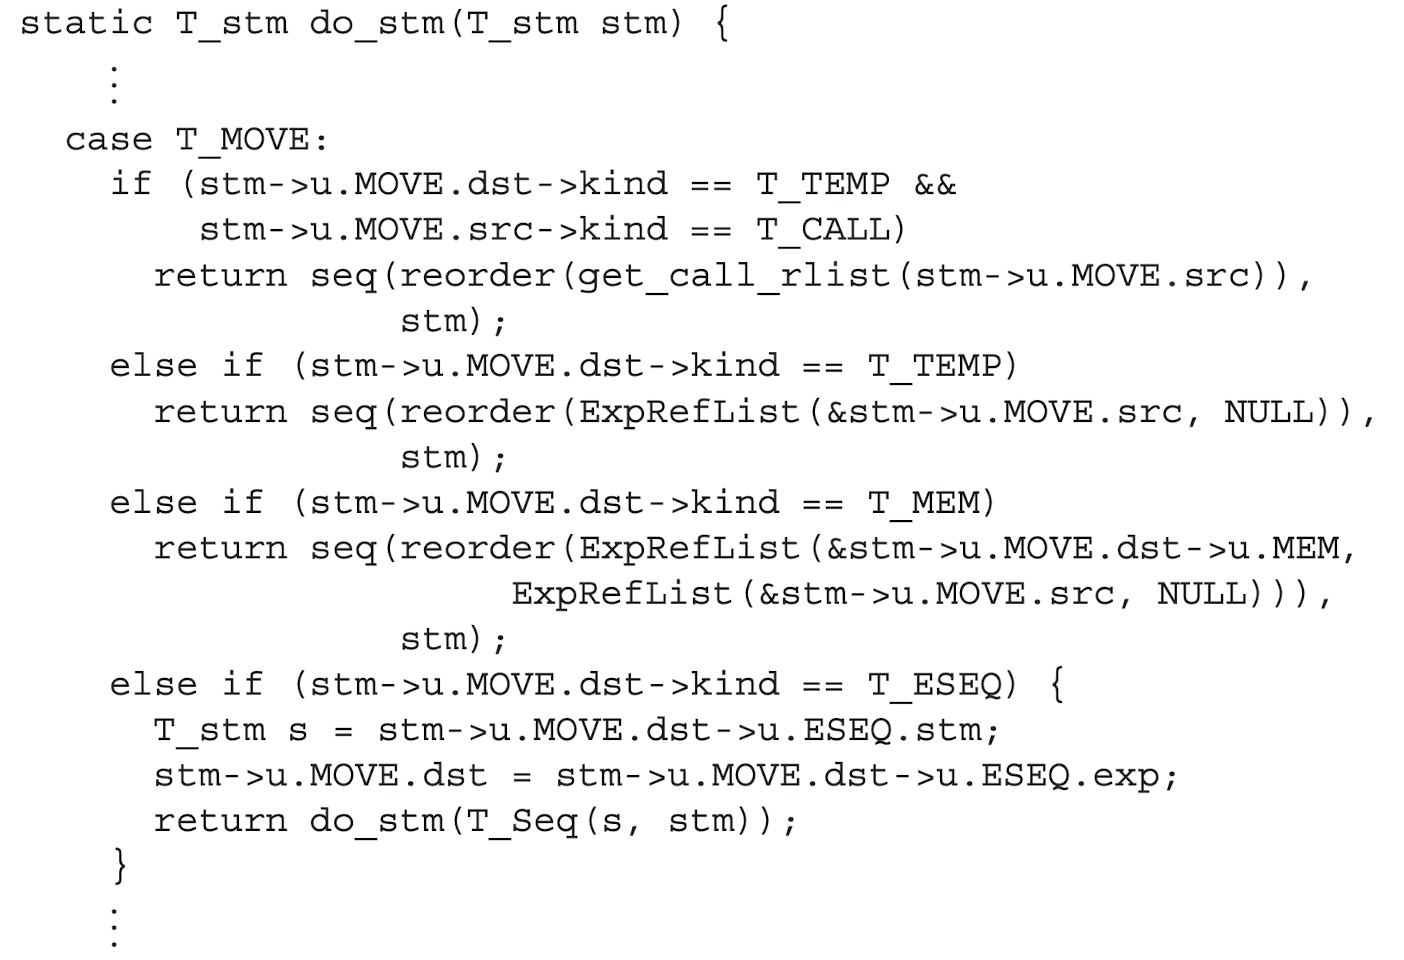 static T_stm do_stm(T_stm stm) {
⋮
case T_MOVE:
if (stm->u.MOVE.dst->kind == T_TEMP &&
stm->u.MOVE.src->kind == T_CALL)
return seq(reorder(get_call_rlist(stm->u.MOVE.src)),
stm);
else if (stm->u.MOVE.dst->kind == T_TEMP)
return seq(reorder(ExpRefList(&stm->u.MOVE.src, NULL)),
stm);
else if (stm->u.MOVE.dst->kind == T_MEM)
return seq(reorder(ExpRefList(&stm->u.MOVE.dst->u.MEM,
ExpRefList(&stm->u.MOVE.src, NULL))),
stm);
else if (stm->u.MOVE.dst->kind == T_ESEQ) {
T_stm s = stm->u.MOVE.dst->u.ESEQ.stm;
stm->u.MOVE.dst = stm->u.MOVE.dst->u.ESEQ.exp;
return do_stm(T_Seq(s, stm));
}
⋮